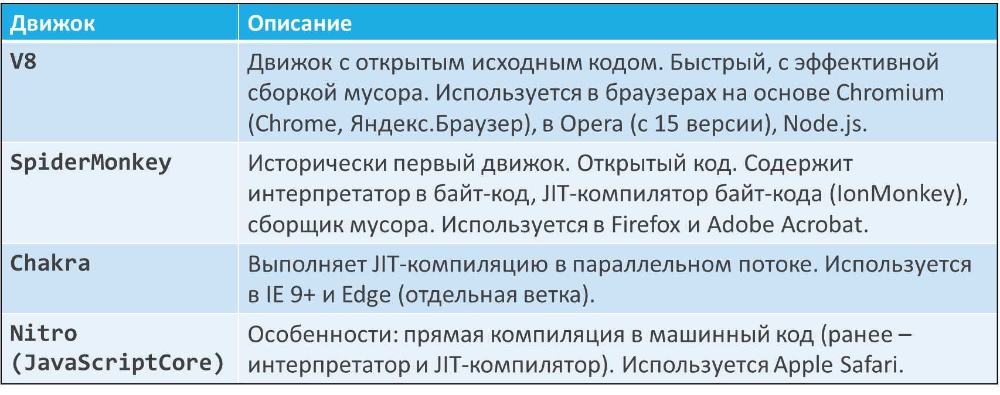 Движок Описание
V8 Движок с открытым исходным кодом. Быстрый, с эффективной
сборкой мусора. Используется в браузерах на основе Chromium
(Chrome, Яндекс.Браузер), в Opera (с 15 версии), Node.js.
SpiderMonkey Исторически первый движок. Открытый код. Содержит
интерпретатор в байт-код, JIT-компилятор байт-кода (IonMonkey),
сборщик мусора. Используется в Firefox и Adobe Acrobat.
Chakra Выполняет JIT-компиляцию в параллельном потоке. Используется
в IE 9+ и Edge (отдельная ветка).
Nitro Особенности: прямая компиляция в машинный код (ранее –
(JavaScriptCore) интерпретатор и JIT-компилятор). Используется Apple Safari.